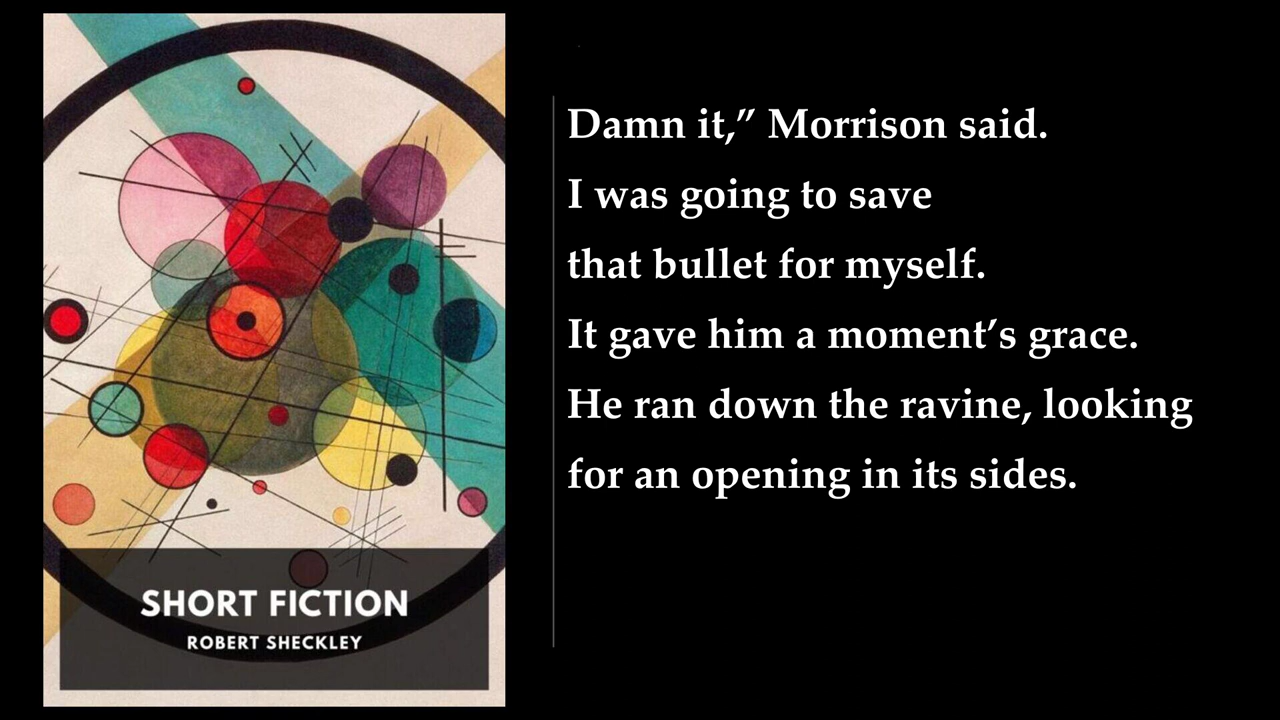 SHORT FICTION
ROBERT SHECKLEY
Damn it,” Morrison said.
I was going to save
that bullet for myself.
It gave him a moment’s grace.
He ran down the ravine, looking
for an opening in its sides.